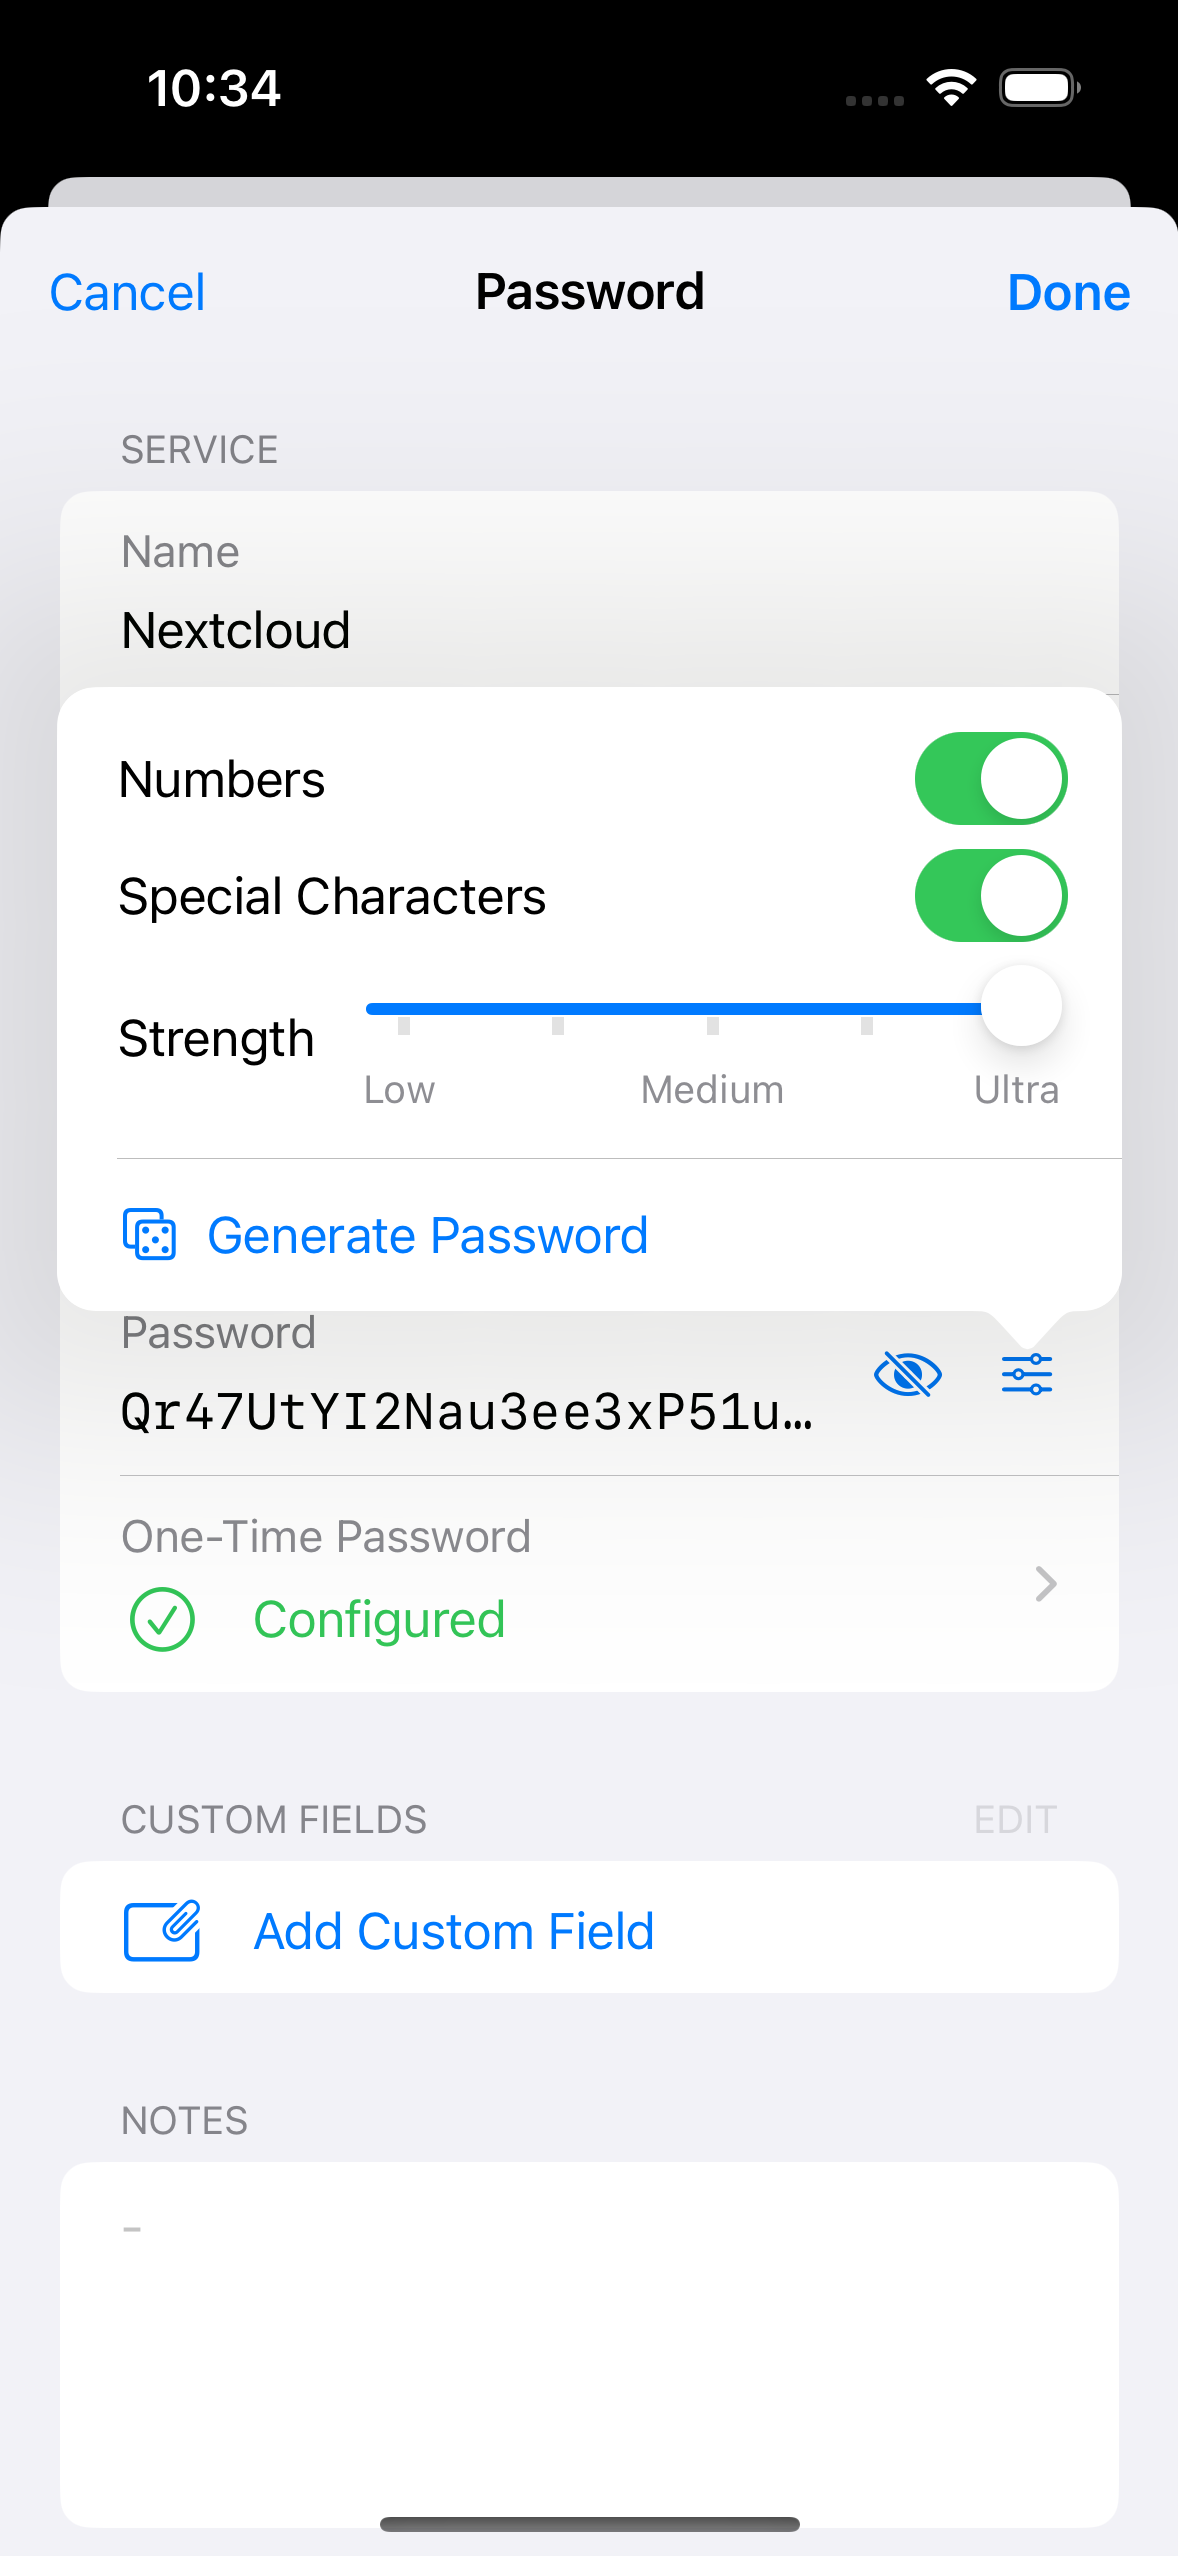 10:34
Cancel
Password
Done
SERVICE
Name
Nextcloud
Numbers
Special Characters
Strength
Low Medium Ultra
Generate Password
Password
Qr47UtYI2Nau3ee3xP51u…
One-Time Password
Configured
CUSTOM FIELDS
EDIT
Add Custom Field
NOTES
-